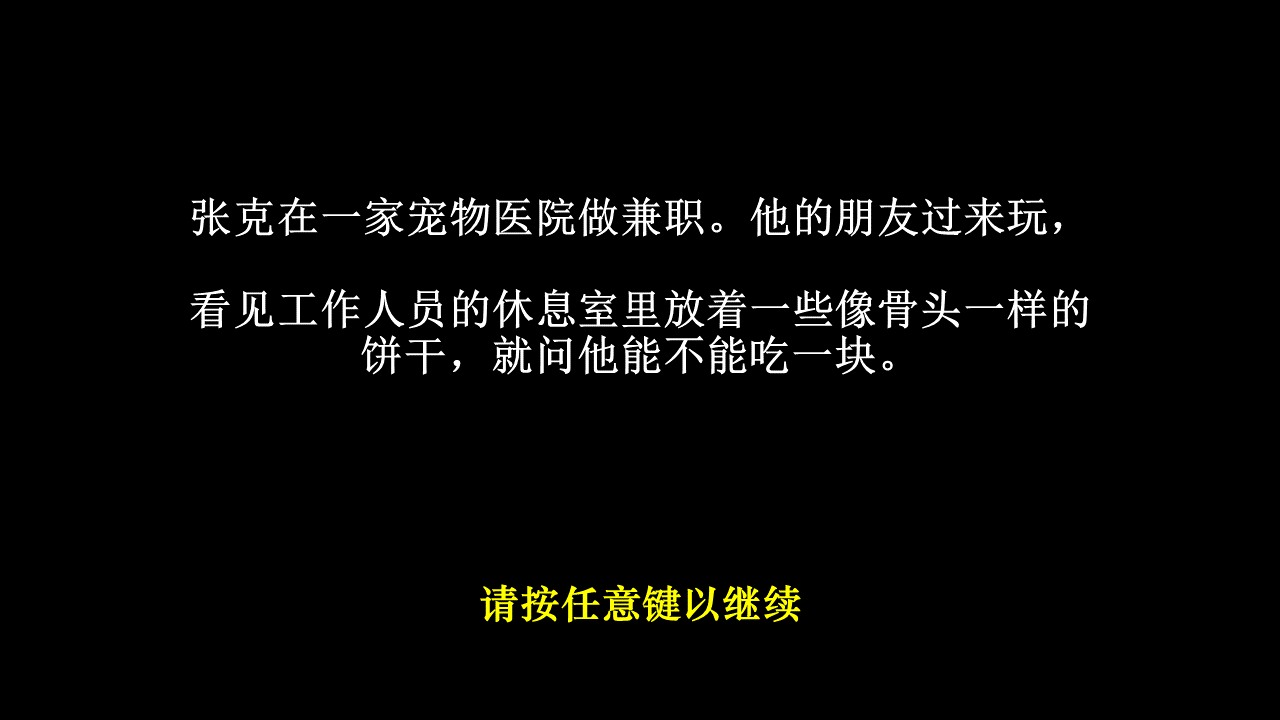 张克在一家宠物医院做兼职。他的朋友过来玩，
看见工作人员的休息室里放着一些像骨头一样的
饼干，就问他能不能吃一块。
请按任意键以继续